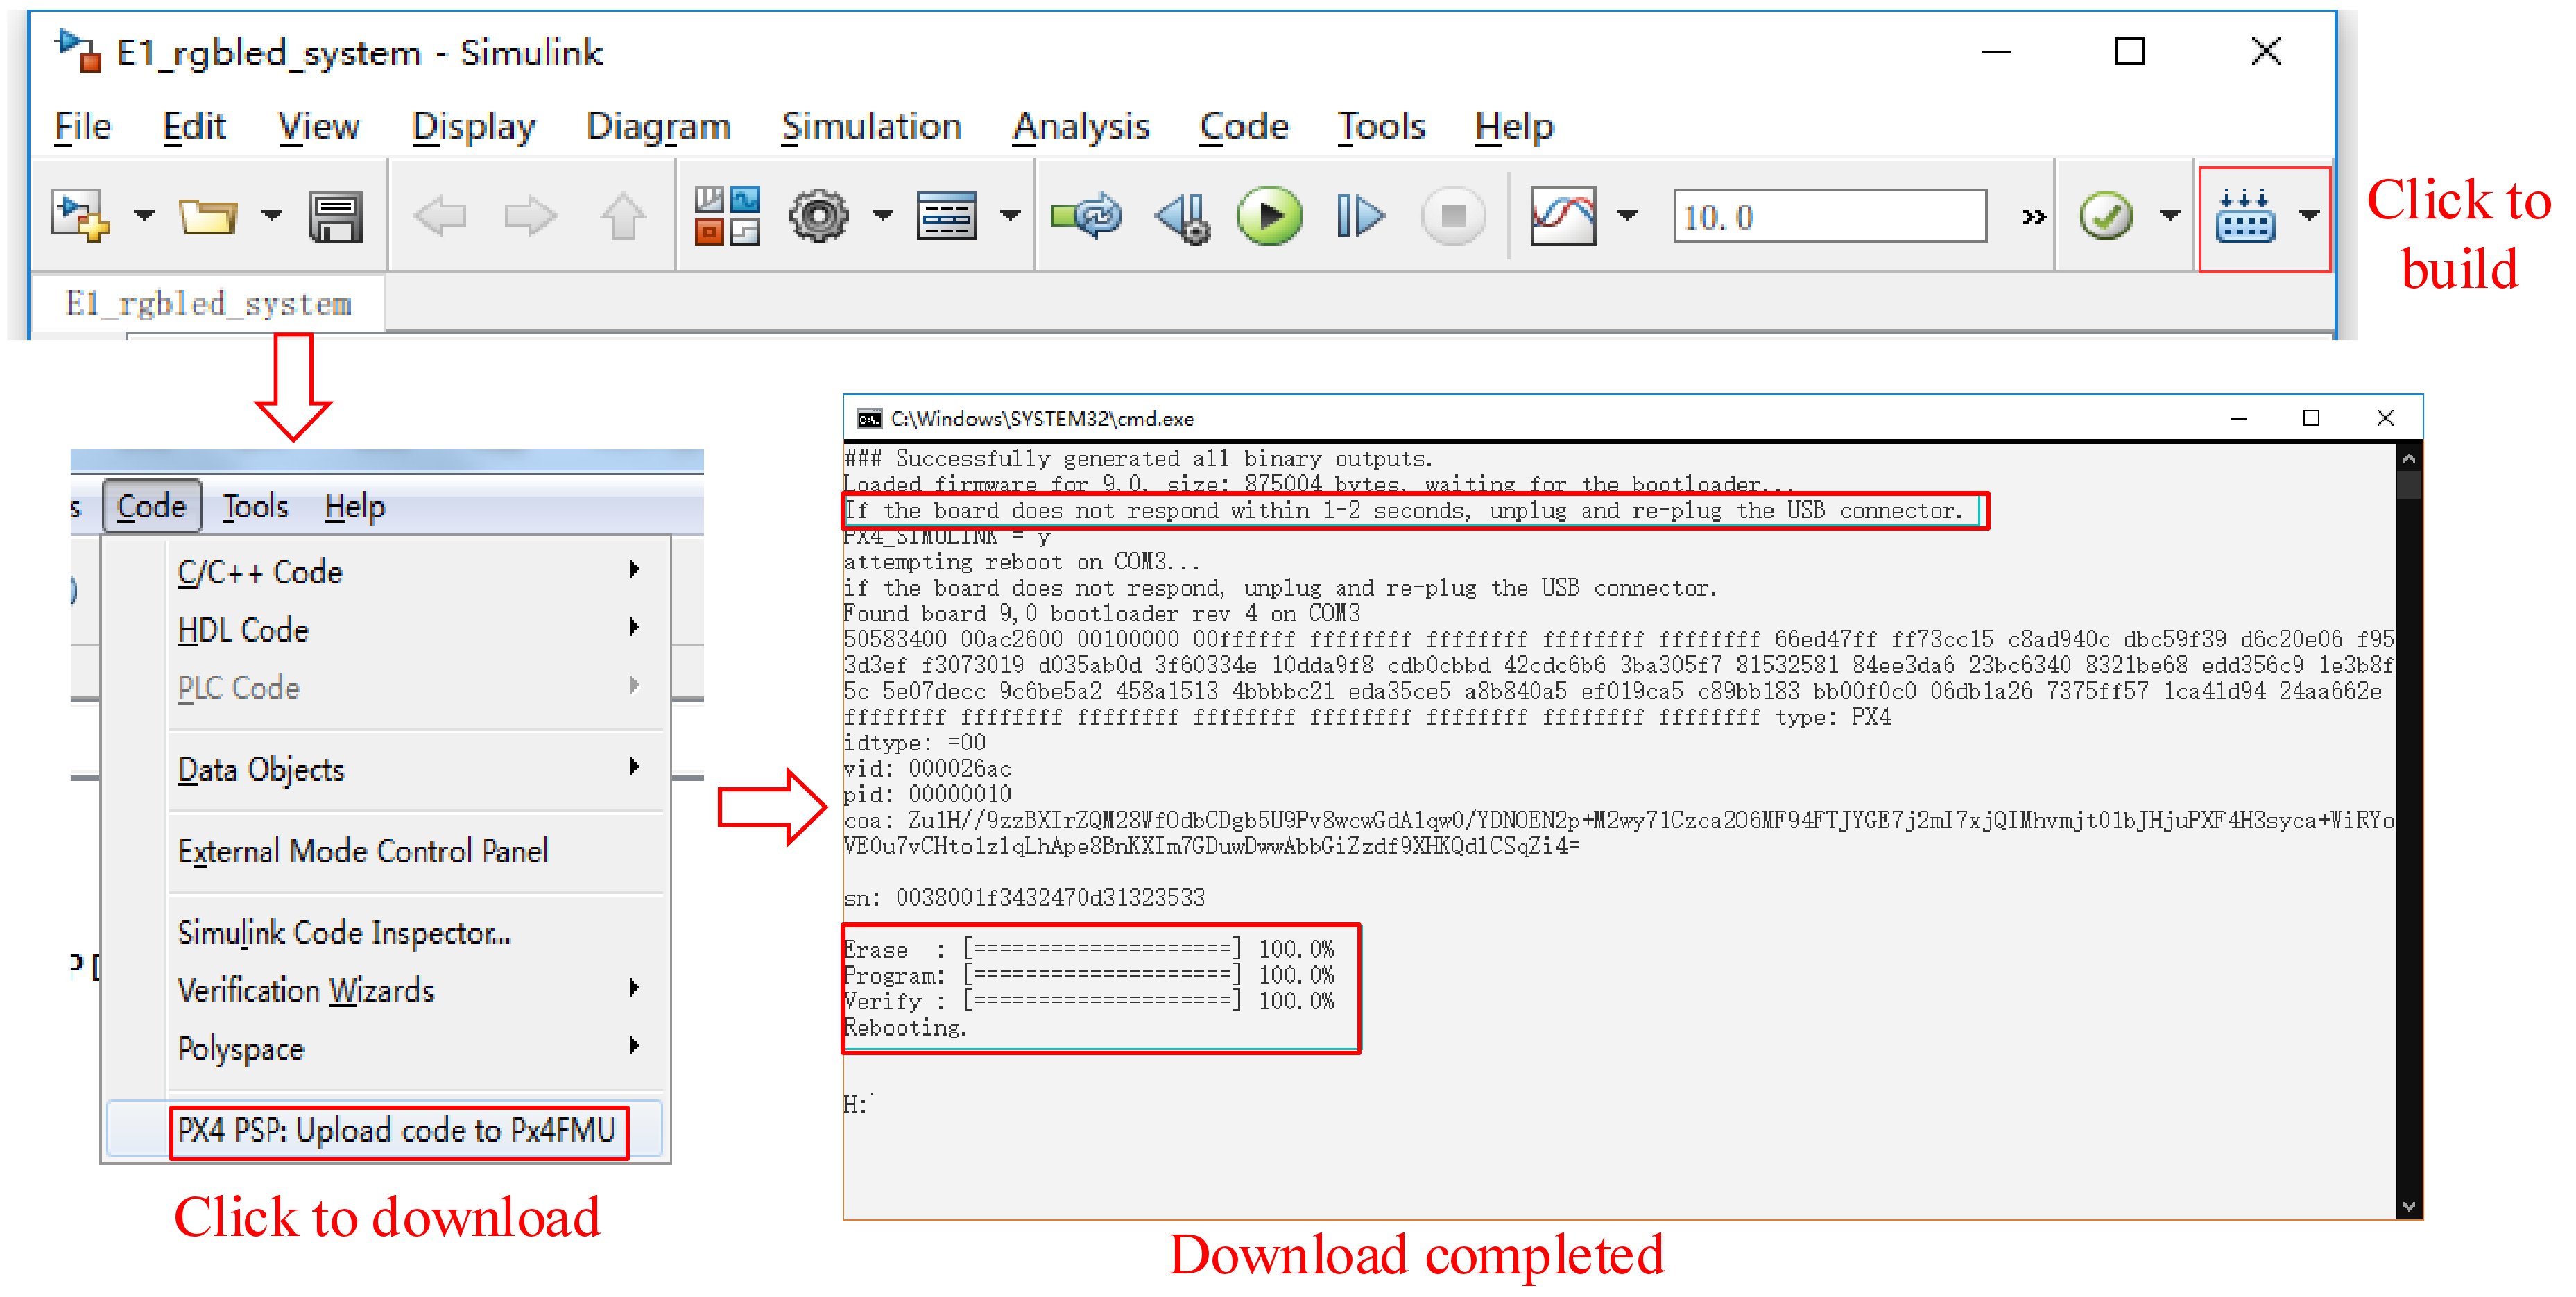 E1_rgbled_system - Simulink
File Edit View Display Diagram Simulation Analysis Code Tools Help
10.0
Click to
build
E1_rgbled_system
Code Tools Help
C/C++ Code
HDL Code
PLC Code
Data Objects
External Mode Control Panel
Simulink Code Inspector...
Verification Wizards
Polyspace
PX4 PSP: Upload code to Px4FMU
Click to download
C:\Windows\SYSTEM32\cmd.exe
### Successfully generated all binary outputs.
Loaded firmware for 9,0, size: 875004 bytes, waiting for the bootloader...
If the board does not respond within 1-2 seconds, unplug and re-plug the USB connector.
PX4_SIMULINK = y
attempting reboot on COM3...
if the board does not respond, unplug and re-plug the USB connector.
Found board 9,0 bootloader rev 4 on COM3
50583400 00ac2600 00100000 00ffffff ffffffff ffffffff ffffffff ffffffff 66ed47ff ff73cc15 c8ad940c dbc59f39 d6c20e06 f95
3d3ef f3073019 d035ab0d 3f60334e 10dda9f8 cdb0cbbd 42cdc6b6 3ba305f7 81532581 84ee3da6 23bc6340 8321be68 edd356c9 1e3b8f
5c 5e07decc 9c6be5a2 458a1513 4bbbbc21 eda35ce5 a8b840a5 ef019ca5 c89bb183 bb00f0c0 06db1a26 7375ff57 1ca41d94 24aa662e
ffffffff ffffffff ffffffff ffffffff ffffffff ffffffff ffffffff ffffffff type: PX4
idtype: =00
vid: 000026ac
pid: 00000010
coa:
sn: 0038001f3432470d31323533
Erase : [====================] 100.0%
Program: [====================] 100.0%
Verify : [====================] 100.0%
Rebooting.
H:
Download completed